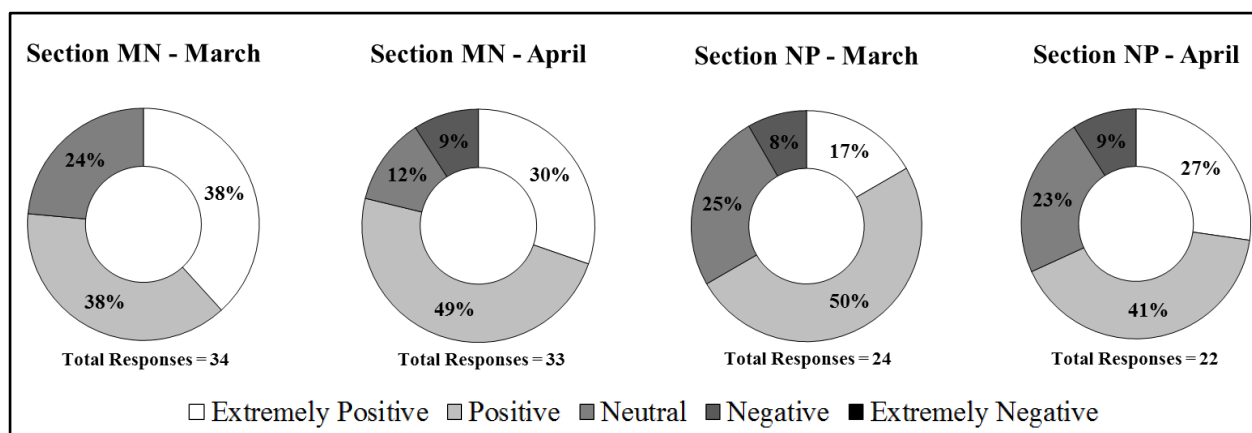 Section MN - March
24%
38%
38%
Total Responses = 34
Section MN - April
9%
12%
30%
49%
Total Responses = 33
Section NP - March
8%
17%
25%
50%
Total Responses = 24
Section NP - April
9%
27%
23%
41%
Total Responses = 22
Extremely Positive Positive Neutral Negative Extremely Negative